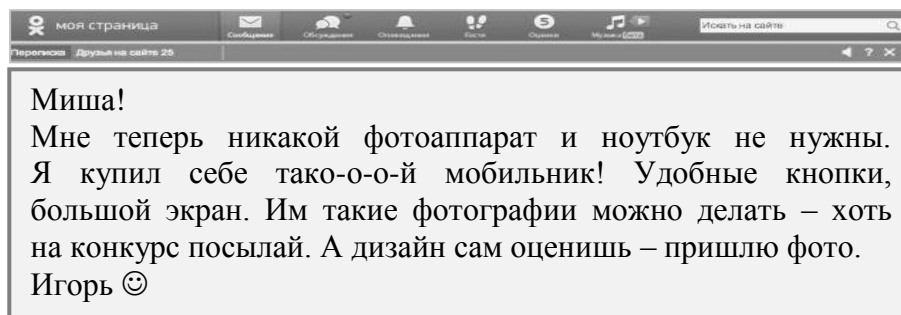 моя страница
Сообщения Обсуждения Оповещения Гости Оценки Музыка
Искать на сайте
Переписка Друзья на сайте 25
Миша!
Мне теперь никакой фотоаппарат и ноутбук не нужны.
Я купил себе тако-о-о-й мобильник! Удобные кнопки,
большой экран. Им такие фотографии можно делать – хоть
на конкурс посылай. А дизайн сам оценишь – пришлю фото.
Игорь ☺